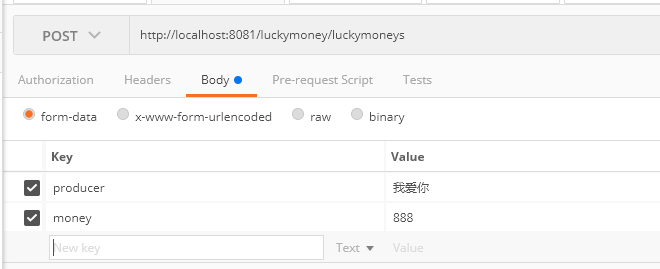 POST http://localhost:8081/luckymoney/luckymoneys
Authorization Headers Body Pre-request Script Tests
form-data x-www-form-urlencoded raw binary
Key Value
producer 我爱你
money 888
New key Text Value